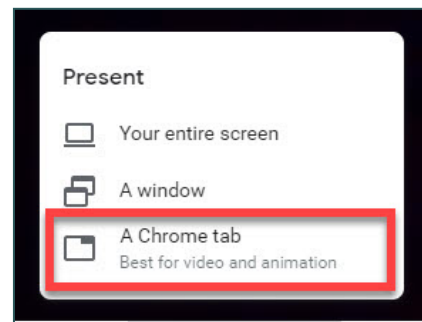 Present
Your entire screen
A window
A Chrome tab
Best for video and animation